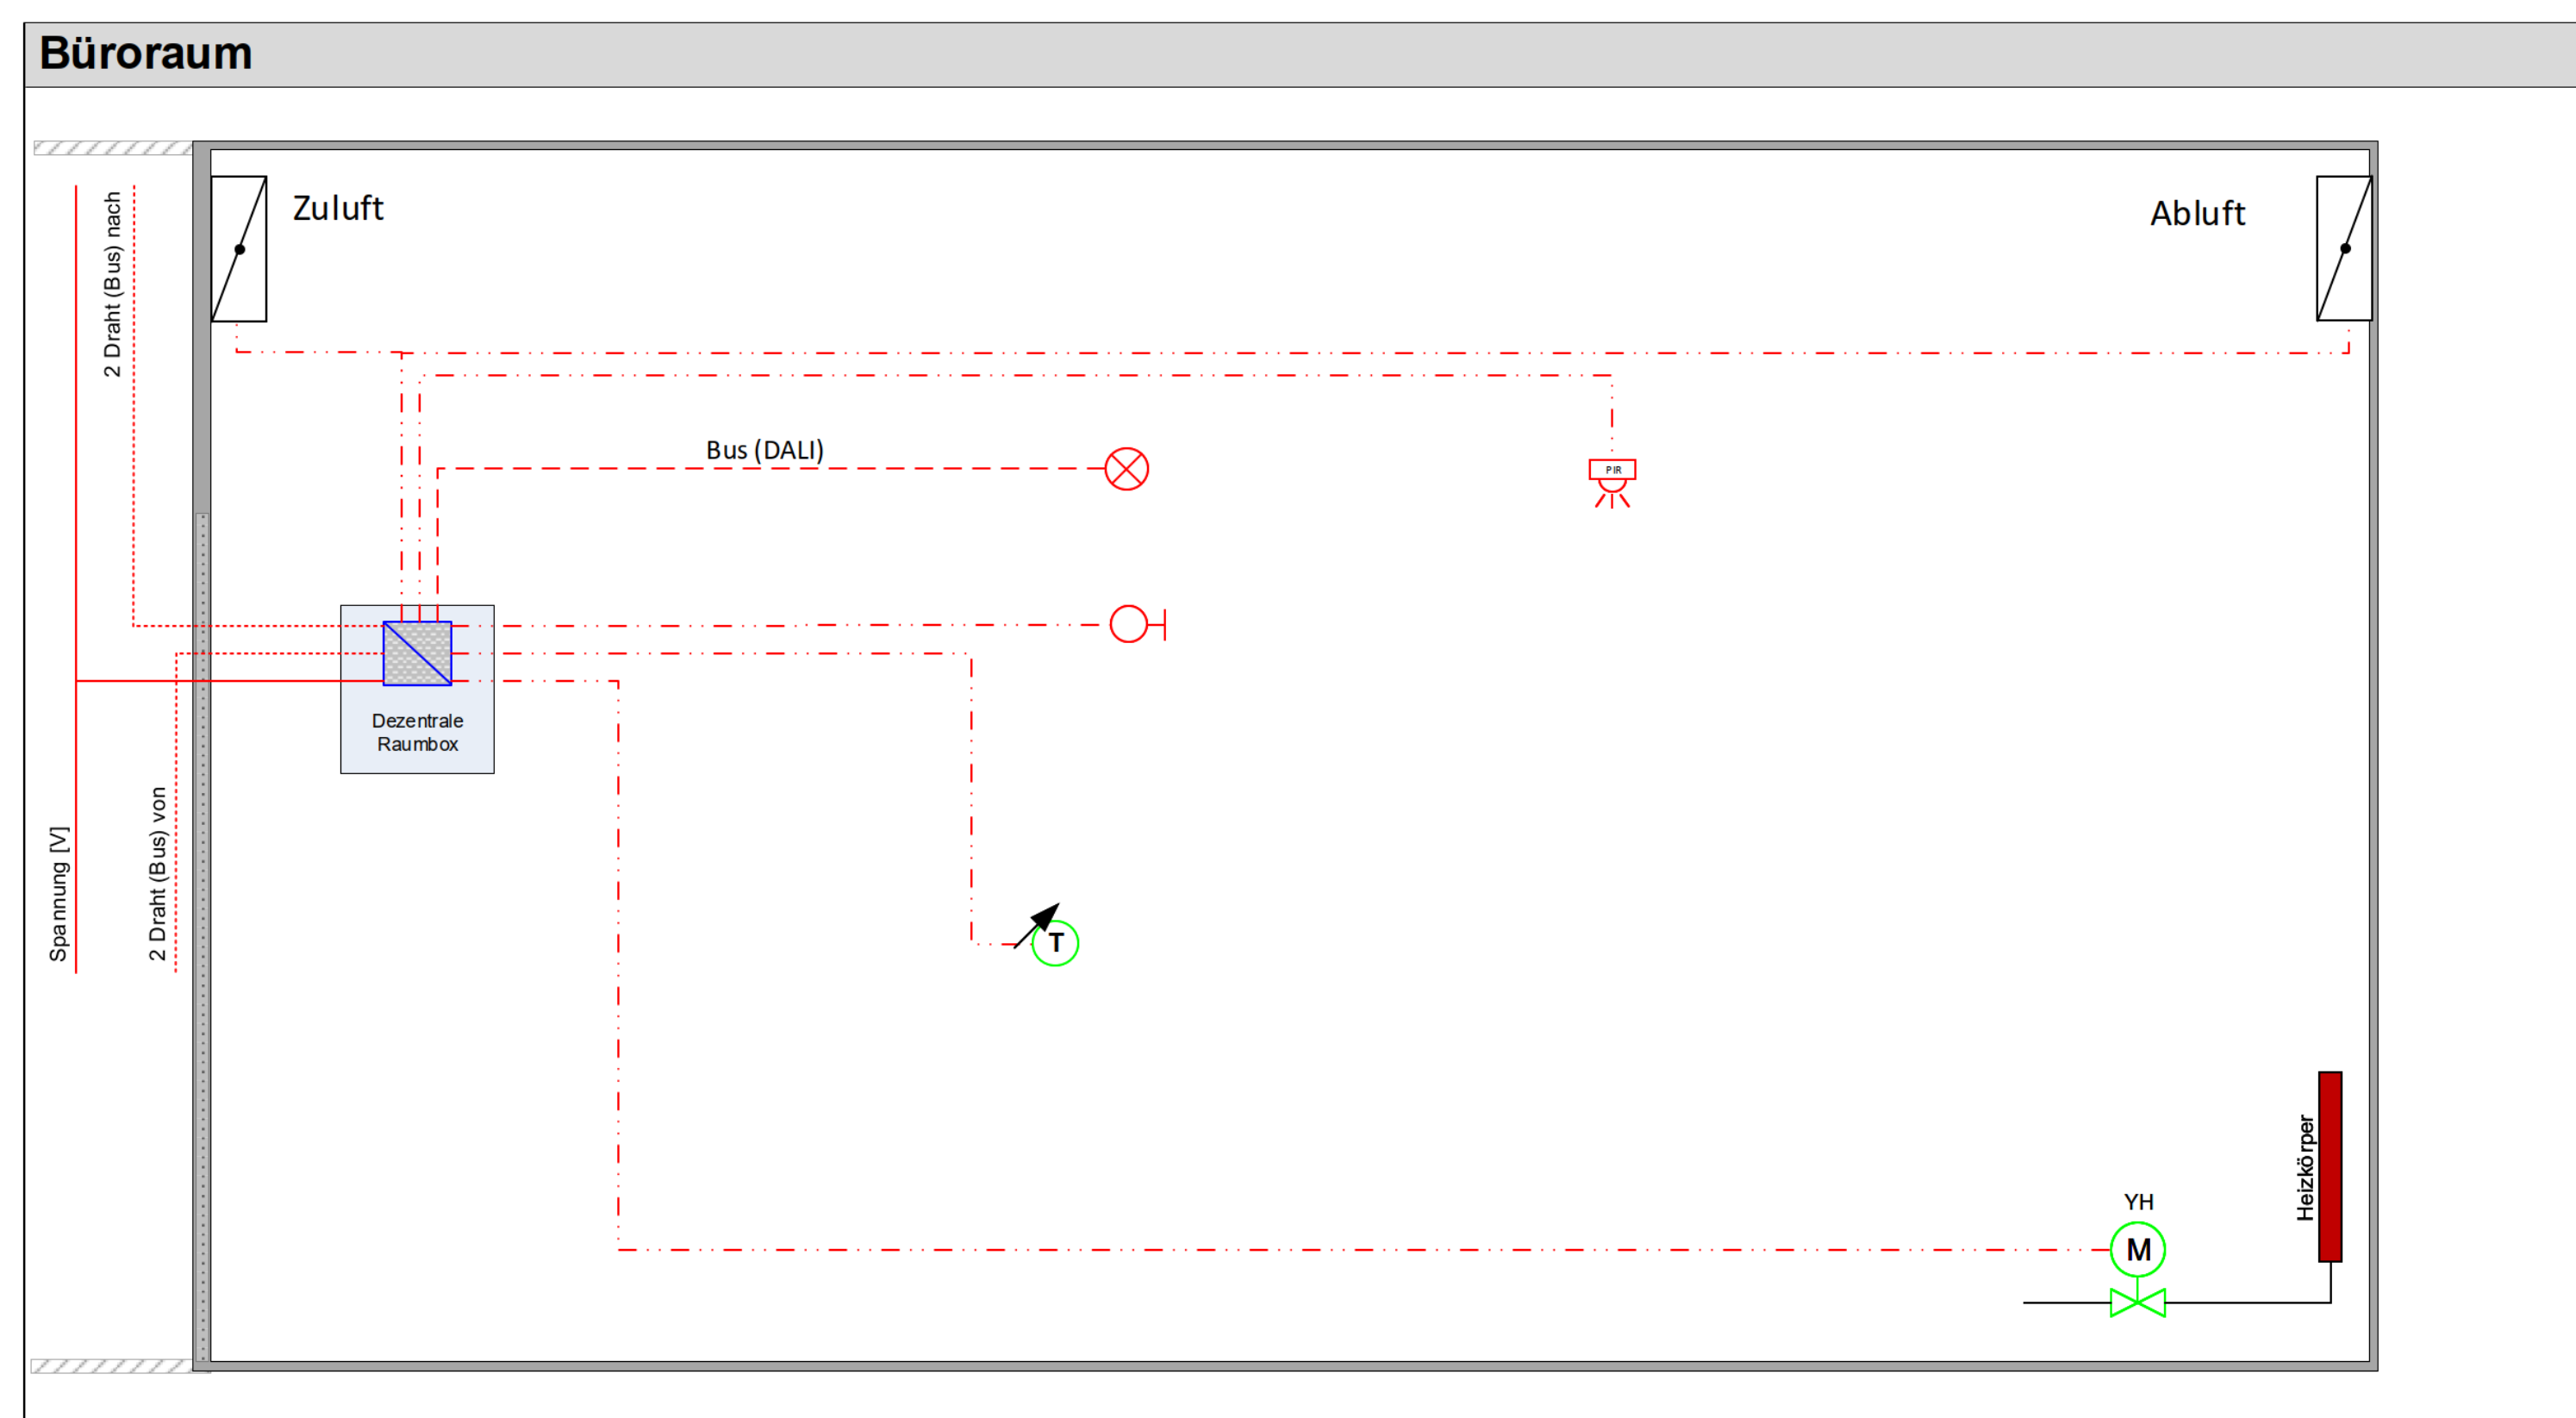 Büroraum
Zuluft
Abluft
2 Draht (Bus) nach
Bus (DALI)
PIR
Dezentrale
Raumbox
Spannung [V]
2 Draht (Bus) von
T
Heizkörper
YH
M